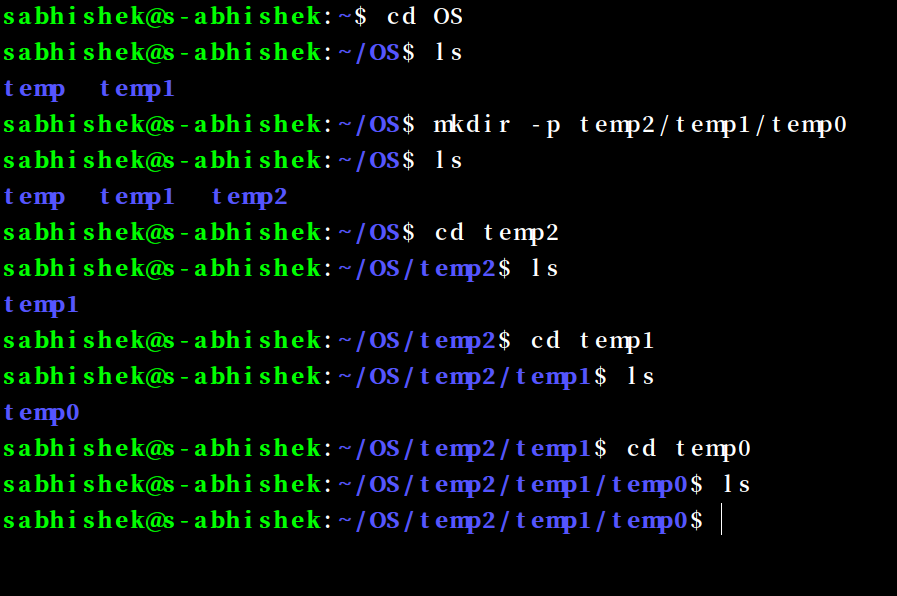 sabhishek@s-abhishek:~$ cd OS
sabhishek@s-abhishek:~/OS$ ls
temp  temp1
sabhishek@s-abhishek:~/OS$ mkdir -p temp2/temp1/temp0
sabhishek@s-abhishek:~/OS$ ls
temp  temp1  temp2
sabhishek@s-abhishek:~/OS$ cd temp2
sabhishek@s-abhishek:~/OS/temp2$ ls
temp1
sabhishek@s-abhishek:~/OS/temp2$ cd temp1
sabhishek@s-abhishek:~/OS/temp2/temp1$ ls
temp0
sabhishek@s-abhishek:~/OS/temp2/temp1$ cd temp0
sabhishek@s-abhishek:~/OS/temp2/temp1/temp0$ ls
sabhishek@s-abhishek:~/OS/temp2/temp1/temp0$